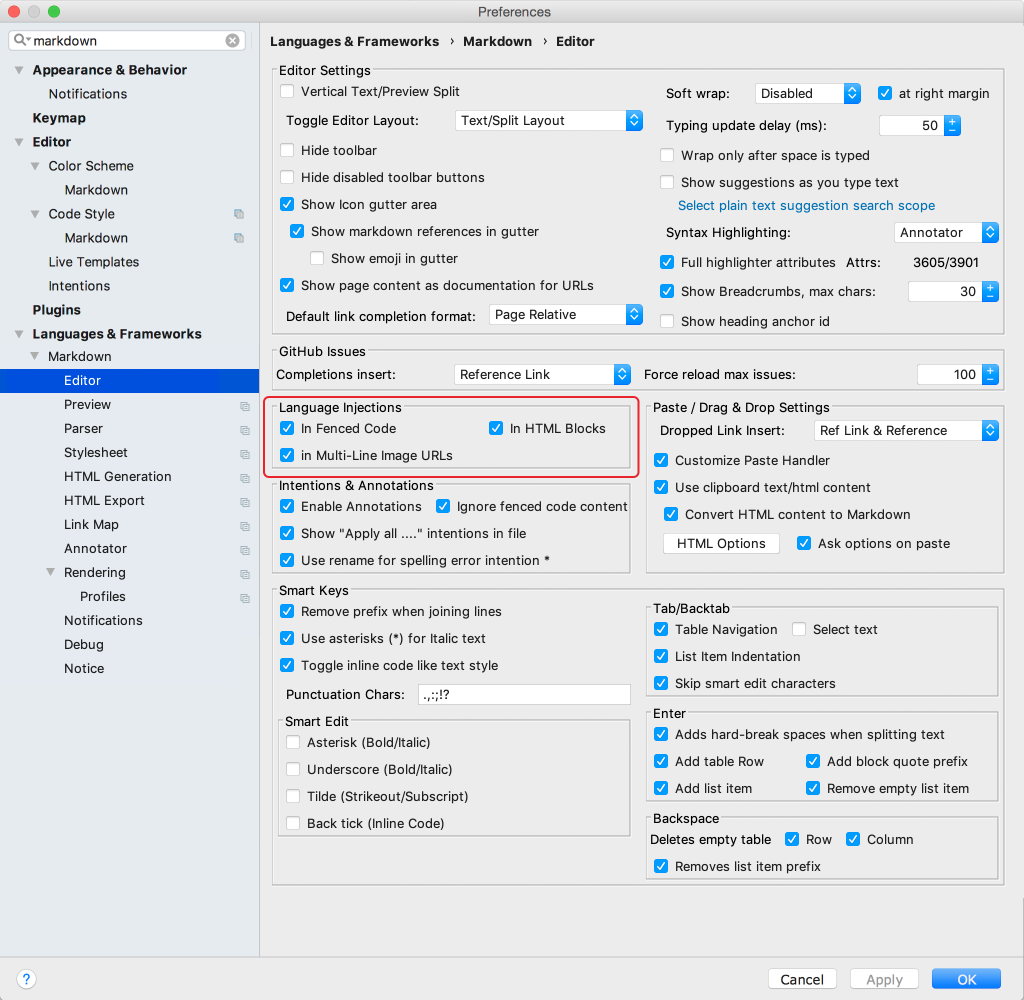 Preferences
markdown
Appearance & Behavior
Notifications
Keymap
Editor
Color Scheme
Markdown
Code Style
Markdown
Live Templates
Intentions
Plugins
Languages & Frameworks
Markdown
Editor
Preview
Parser
Stylesheet
HTML Generation
HTML Export
Link Map
Annotator
Rendering
Profiles
Notifications
Debug
Notice
?
Languages & Frameworks › Markdown › Editor
Editor Settings
Vertical Text/Preview Split
Toggle Editor Layout: Text/Split Layout
Hide toolbar
Hide disabled toolbar buttons
Show Icon gutter area
Show markdown references in gutter
Show emoji in gutter
Show page content as documentation for URLs
Default link completion format: Page Relative
Soft wrap: Disabled at right margin
Typing update delay (ms): 50
Wrap only after space is typed
Show suggestions as you type text
Select plain text suggestion search scope
Syntax Highlighting: Annotator
Full highlighter attributes Attrs: 3605/3901
Show Breadcrumbs, max chars: 30
Show heading anchor id
GitHub Issues
Completions insert: Reference Link Force reload max issues: 100
Language Injections
In Fenced Code In HTML Blocks
in Multi-Line Image URLs
Intentions & Annotations
Enable Annotations Ignore fenced code content
Show "Apply all ...." intentions in file
Use rename for spelling error intention *
Paste / Drag & Drop Settings
Dropped Link Insert: Ref Link & Reference
Customize Paste Handler
Use clipboard text/html content
Convert HTML content to Markdown
HTML Options Ask options on paste
Smart Keys
Remove prefix when joining lines
Use asterisks (*) for Italic text
Toggle inline code like text style
Punctuation Chars: .,:;!?
Smart Edit
Asterisk (Bold/Italic)
Underscore (Bold/Italic)
Tilde (Strikeout/Subscript)
Back tick (Inline Code)
Tab/Backtab
Table Navigation Select text
List Item Indentation
Skip smart edit characters
Enter
Adds hard-break spaces when splitting text
Add table Row Add block quote prefix
Add list item Remove empty list item
Backspace
Deletes empty table Row Column
Removes list item prefix
Cancel Apply OK